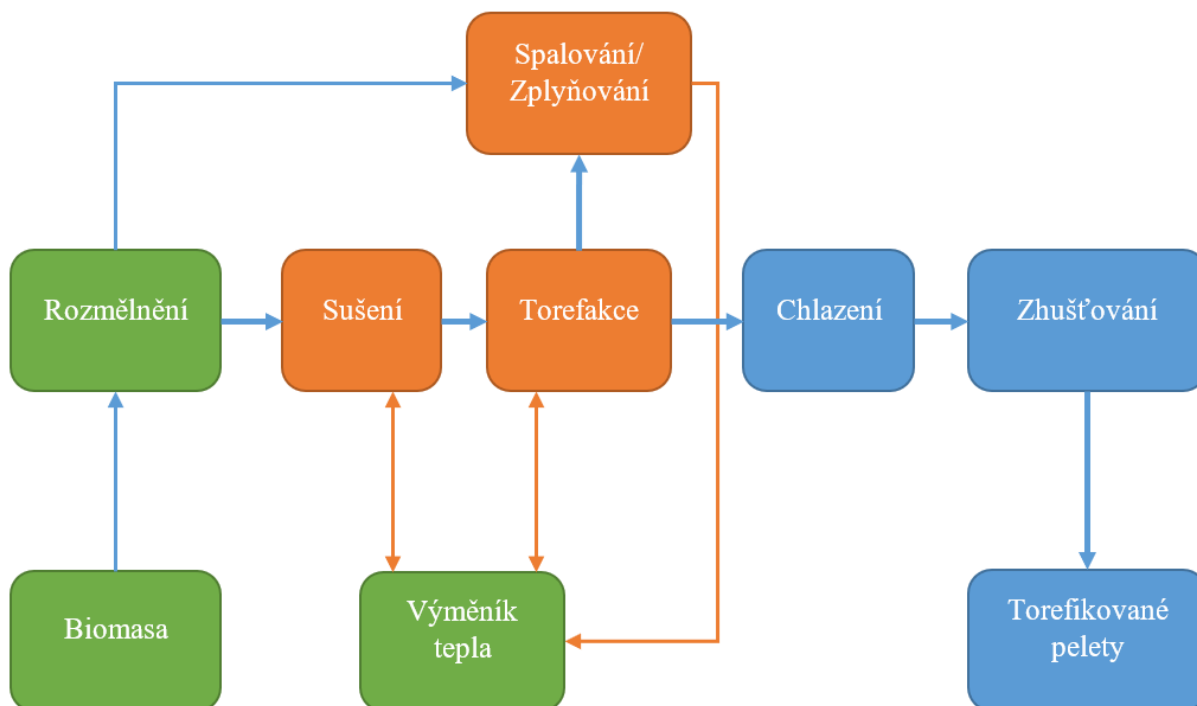 Spalování/
Zplyňování
Rozmělnění
Sušení
Torefakce
Chlazení
Zhušťování
Biomasa
Výměník
tepla
Torefikované
pelety